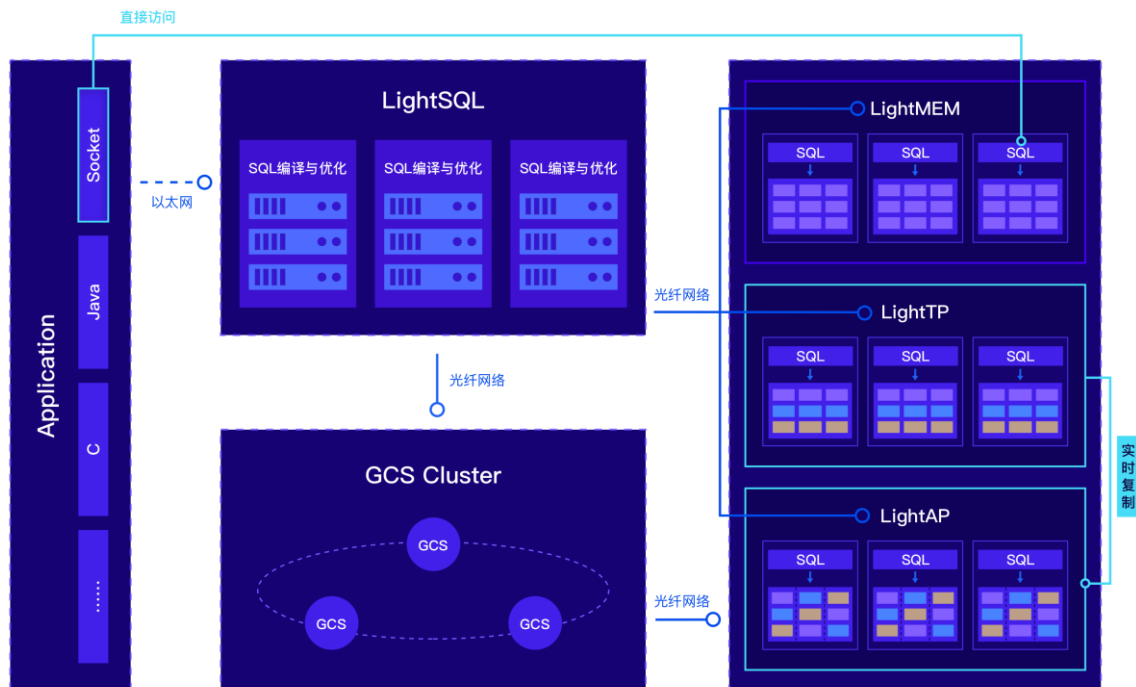 直接访问
Application
Socket
Java
C
......
以太网
LightSQL
SQL编译与优化
SQL编译与优化
SQL编译与优化
光纤网络
GCS Cluster
GCS
GCS
GCS
光纤网络
光纤网络
LightMEM
SQL
SQL
SQL
LightTP
SQL
SQL
SQL
LightAP
SQL
SQL
SQL
实时复制